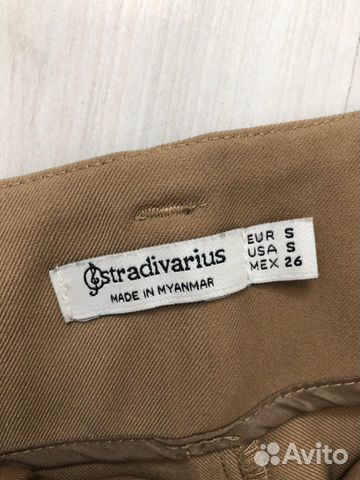 stradivarius
MADE IN MYANMAR
EUR S
USA S
MEX 26
Avito